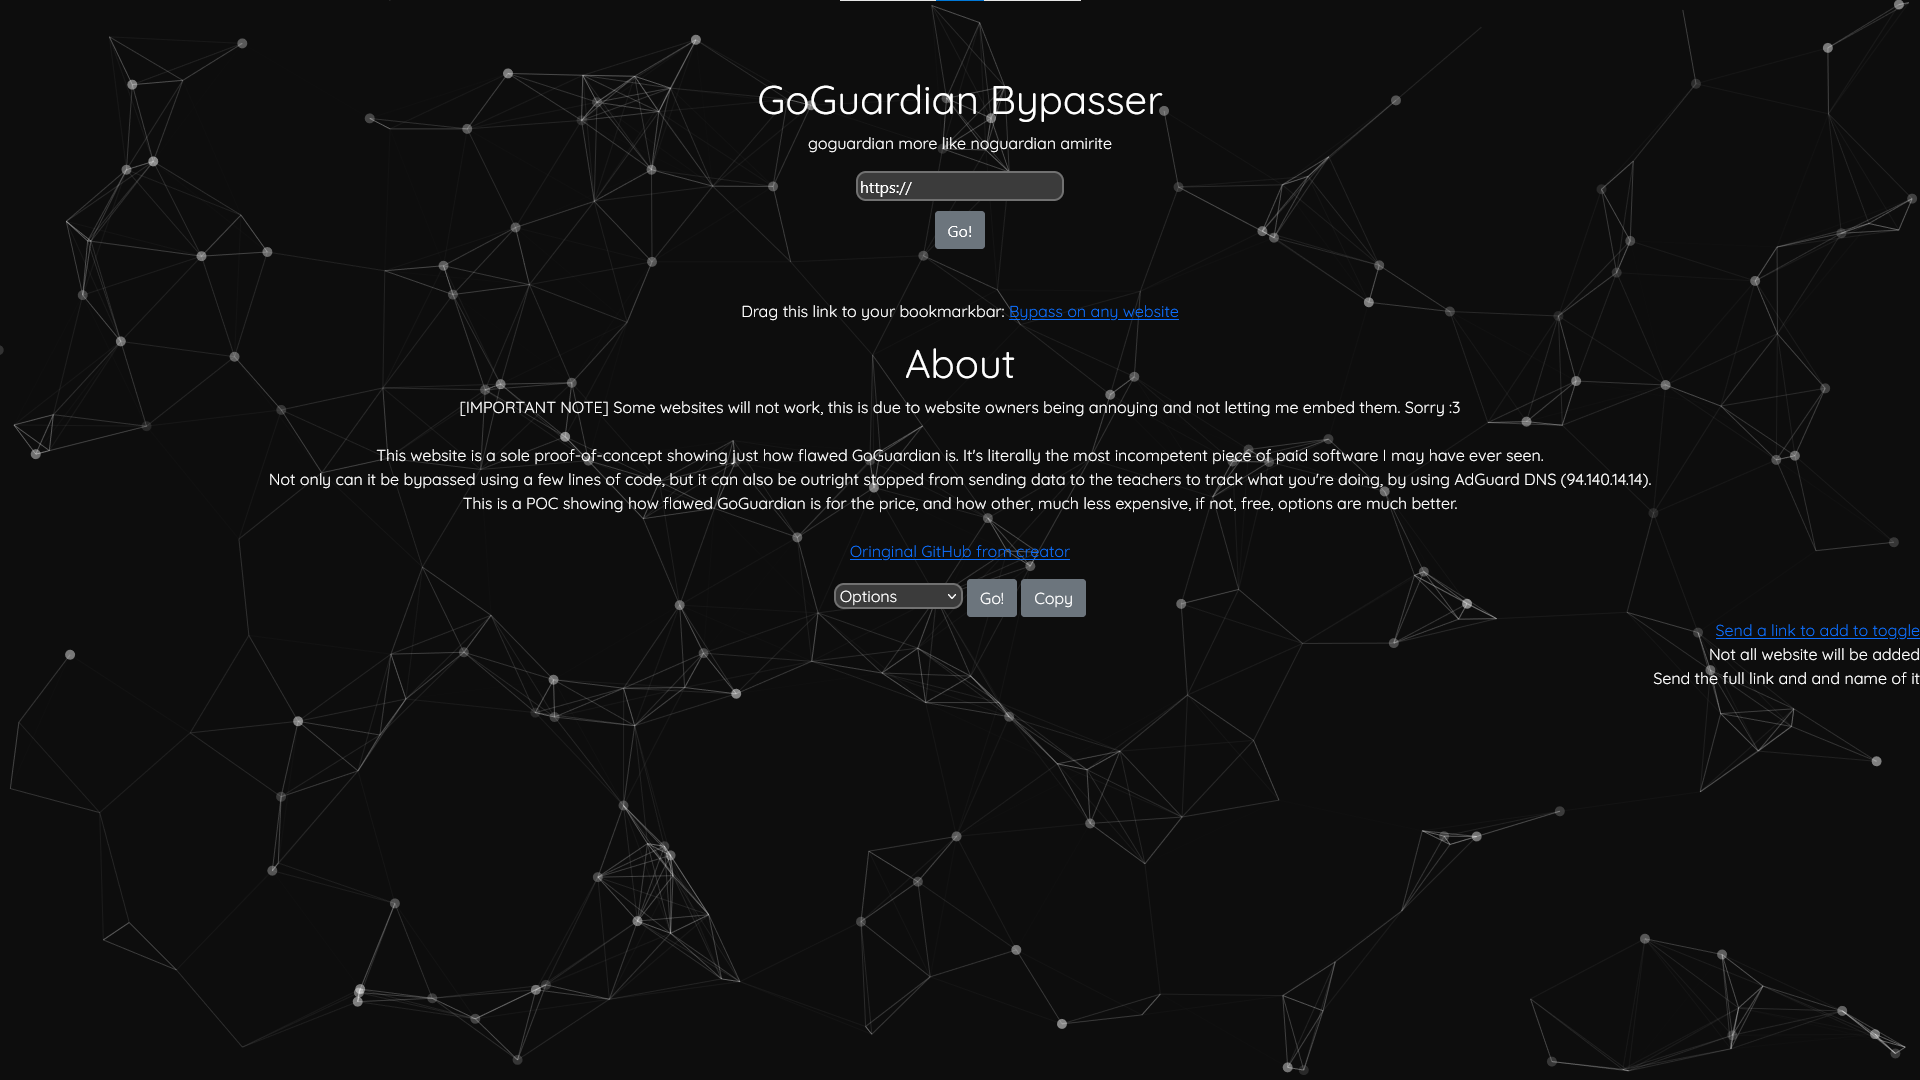 GoGuardian Bypasser
goguardian more like noguardian amirite
https://
Go!
Drag this link to your bookmarkbar: Bypass on any website
About
[IMPORTANT NOTE] Some websites will not work, this is due to website owners being annoying and not letting me embed them. Sorry :3
This website is a sole proof-of-concept showing just how flawed GoGuardian is. It's literally the most incompetent piece of paid software I may have ever seen.
Not only can it be bypassed using a few lines of code, but it can also be outright stopped from sending data to the teachers to track what you're doing, by using AdGuard DNS (94.140.14.14).
This is a POC showing how flawed GoGuardian is for the price, and how other, much less expensive, if not, free, options are much better.
Oringinal GitHub from creator
Options Go! Copy
Send a link to add to toggle
Not all website will be added
Send the full link and and name of it